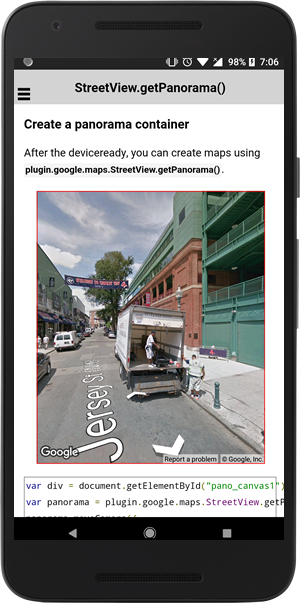 98% 7:06
StreetView.getPanorama()
Create a panorama container
After the deviceready, you can create maps using
plugin.google.maps.StreetView.getPanorama() .
Jersey St
Google
Report a problem © Google, Inc.
var div = document.getElementById("pano_canvas1")
var panorama = plugin.google.maps.StreetView.getP